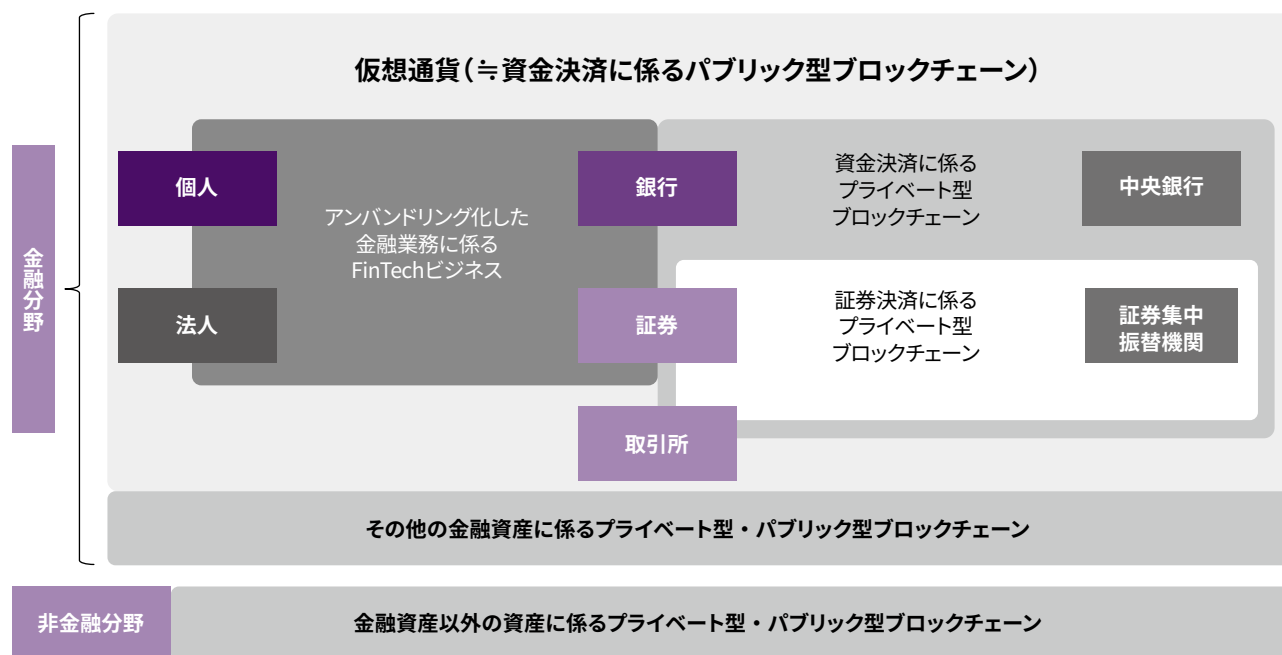 仮想通貨（≒資金決済に係るパブリック型ブロックチェーン）
金融分野
個人
法人
アンバンドリング化した
金融業務に係る
FinTechビジネス
銀行
証券
取引所
資金決済に係る
プライベート型
ブロックチェーン
中央銀行
証券決済に係る
プライベート型
ブロックチェーン
証券集中
振替機関
その他の金融資産に係るプライベート型・パブリック型ブロックチェーン
非金融分野
金融資産以外の資産に係るプライベート型・パブリック型ブロックチェーン